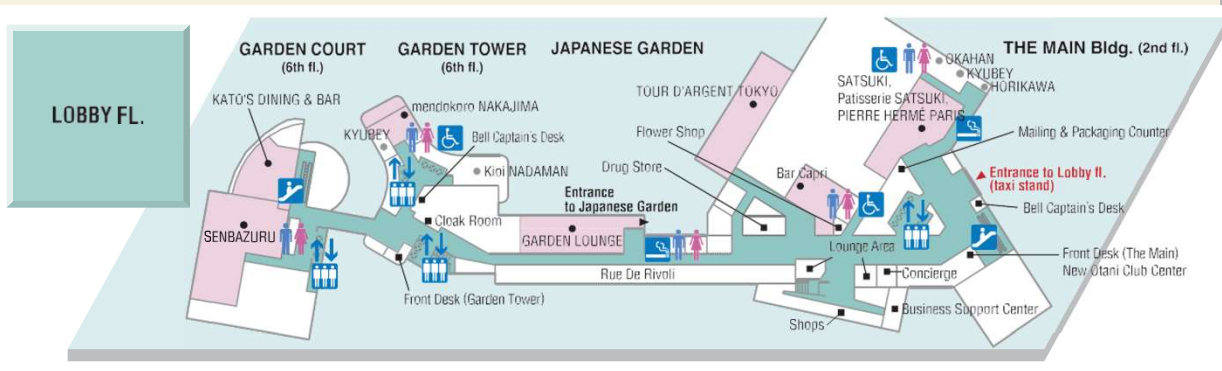 LOBBY FL.
GARDEN COURT
(6th fl.)
GARDEN TOWER
(6th fl.)
JAPANESE GARDEN
THE MAIN Bldg. (2nd fl.)
KATO'S DINING & BAR
mendokoro NAKAJIMA
KYUBEY
Bell Captain's Desk
Kioi NADAMAN
Cloak Room
SENBAZURU
Front Desk (Garden Tower)
Entrance
to Japanese Garden
GARDEN LOUNGE
Rue De Rivoli
TOUR D'ARGENT TOKYO
Flower Shop
Drug Store
Bar Capri
Lounge Area
Shops
OKAHAN
KYUBEY
HORIKAWA
SATSUKI,
Patisserie SATSUKI,
PIERRE HERMÉ PARIS
Mailing & Packaging Counter
Entrance to Lobby fl.
(taxi stand)
Bell Captain's Desk
Front Desk (The Main)
New Otani Club Center
Concierge
Business Support Center